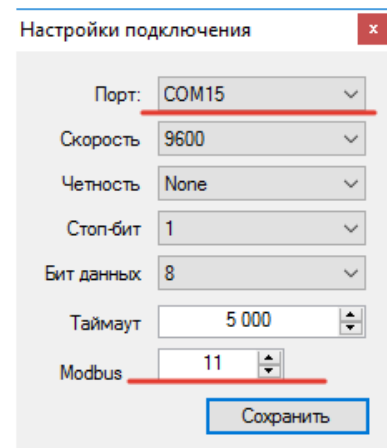 Настройки подключения x
Порт: COM15
Скорость 9600
Четность None
Стоп-бит 1
Бит данных 8
Таймаут 5 000
Modbus 11
Сохранить